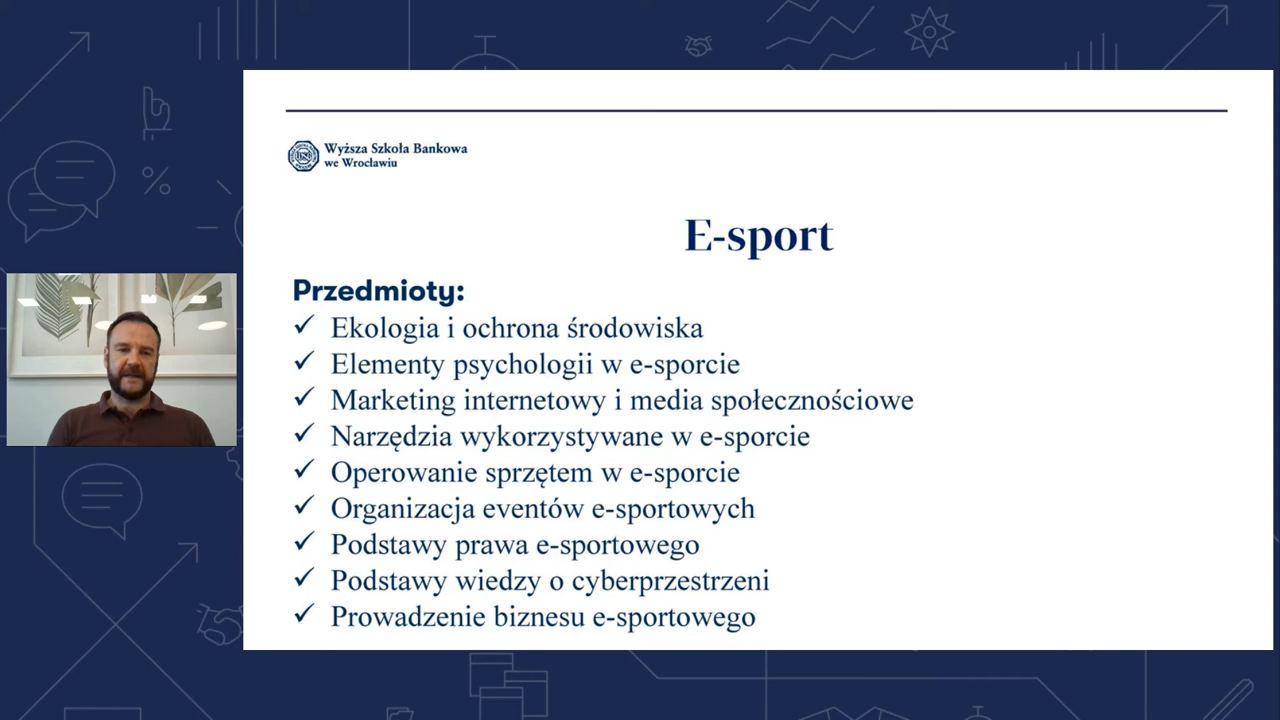 Wyższa Szkoła Bankowa
we Wrocławiu
E-sport
Przedmioty:
✓ Ekologia i ochrona środowiska
✓ Elementy psychologii w e-sporcie
✓ Marketing internetowy i media społecznościowe
✓ Narzędzia wykorzystywane w e-sporcie
✓ Operowanie sprzętem w e-sporcie
✓ Organizacja eventów e-sportowych
✓ Podstawy prawa e-sportowego
✓ Podstawy wiedzy o cyberprzestrzeni
✓ Prowadzenie biznesu e-sportowego
%